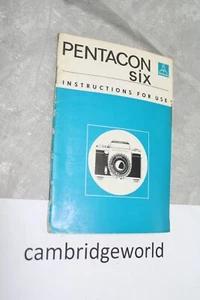 PENTACON
six
INSTRUCTIONS FOR USE
cambridgeworld